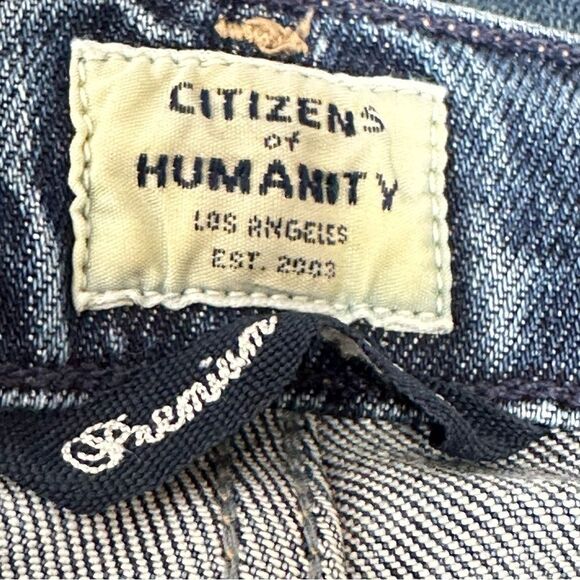 CITIZENS
of
HUMANITY
LOS ANGELES
EST. 2003
Premium